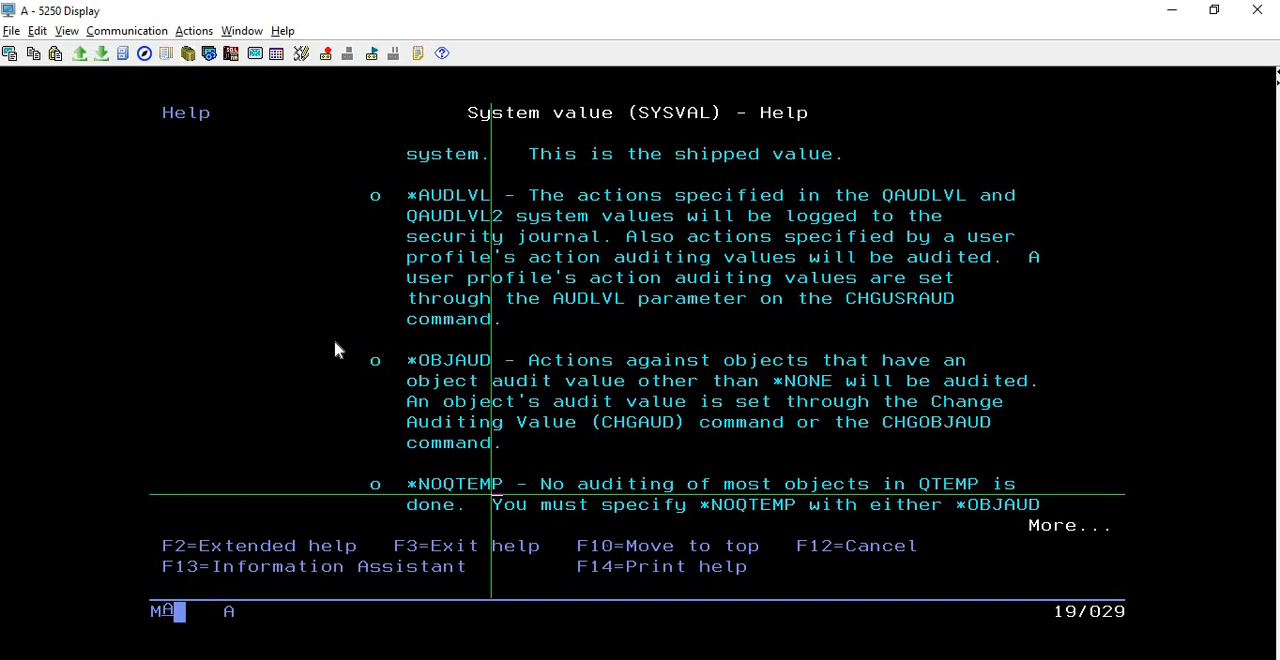 A - 5250 Display
File Edit View Communication Actions Window Help
Help System value (SYSVAL) - Help
system. This is the shipped value.
o *AUDLVL - The actions specified in the QAUDLVL and
QAUDLVL2 system values will be logged to the
security journal. Also actions specified by a user
profile's action auditing values will be audited. A
user profile's action auditing values are set
through the AUDLVL parameter on the CHGUSRAUD
command.
o *OBJAUD - Actions against objects that have an
object audit value other than *NONE will be audited.
An object's audit value is set through the Change
Auditing Value (CHGAUD) command or the CHGOBJAUD
command.
o *NOQTEMP - No auditing of most objects in QTEMP is
done. You must specify *NOQTEMP with either *OBJAUD
More...
F2=Extended help F3=Exit help F10=Move to top F12=Cancel
F13=Information Assistant F14=Print help
MA A 19/029